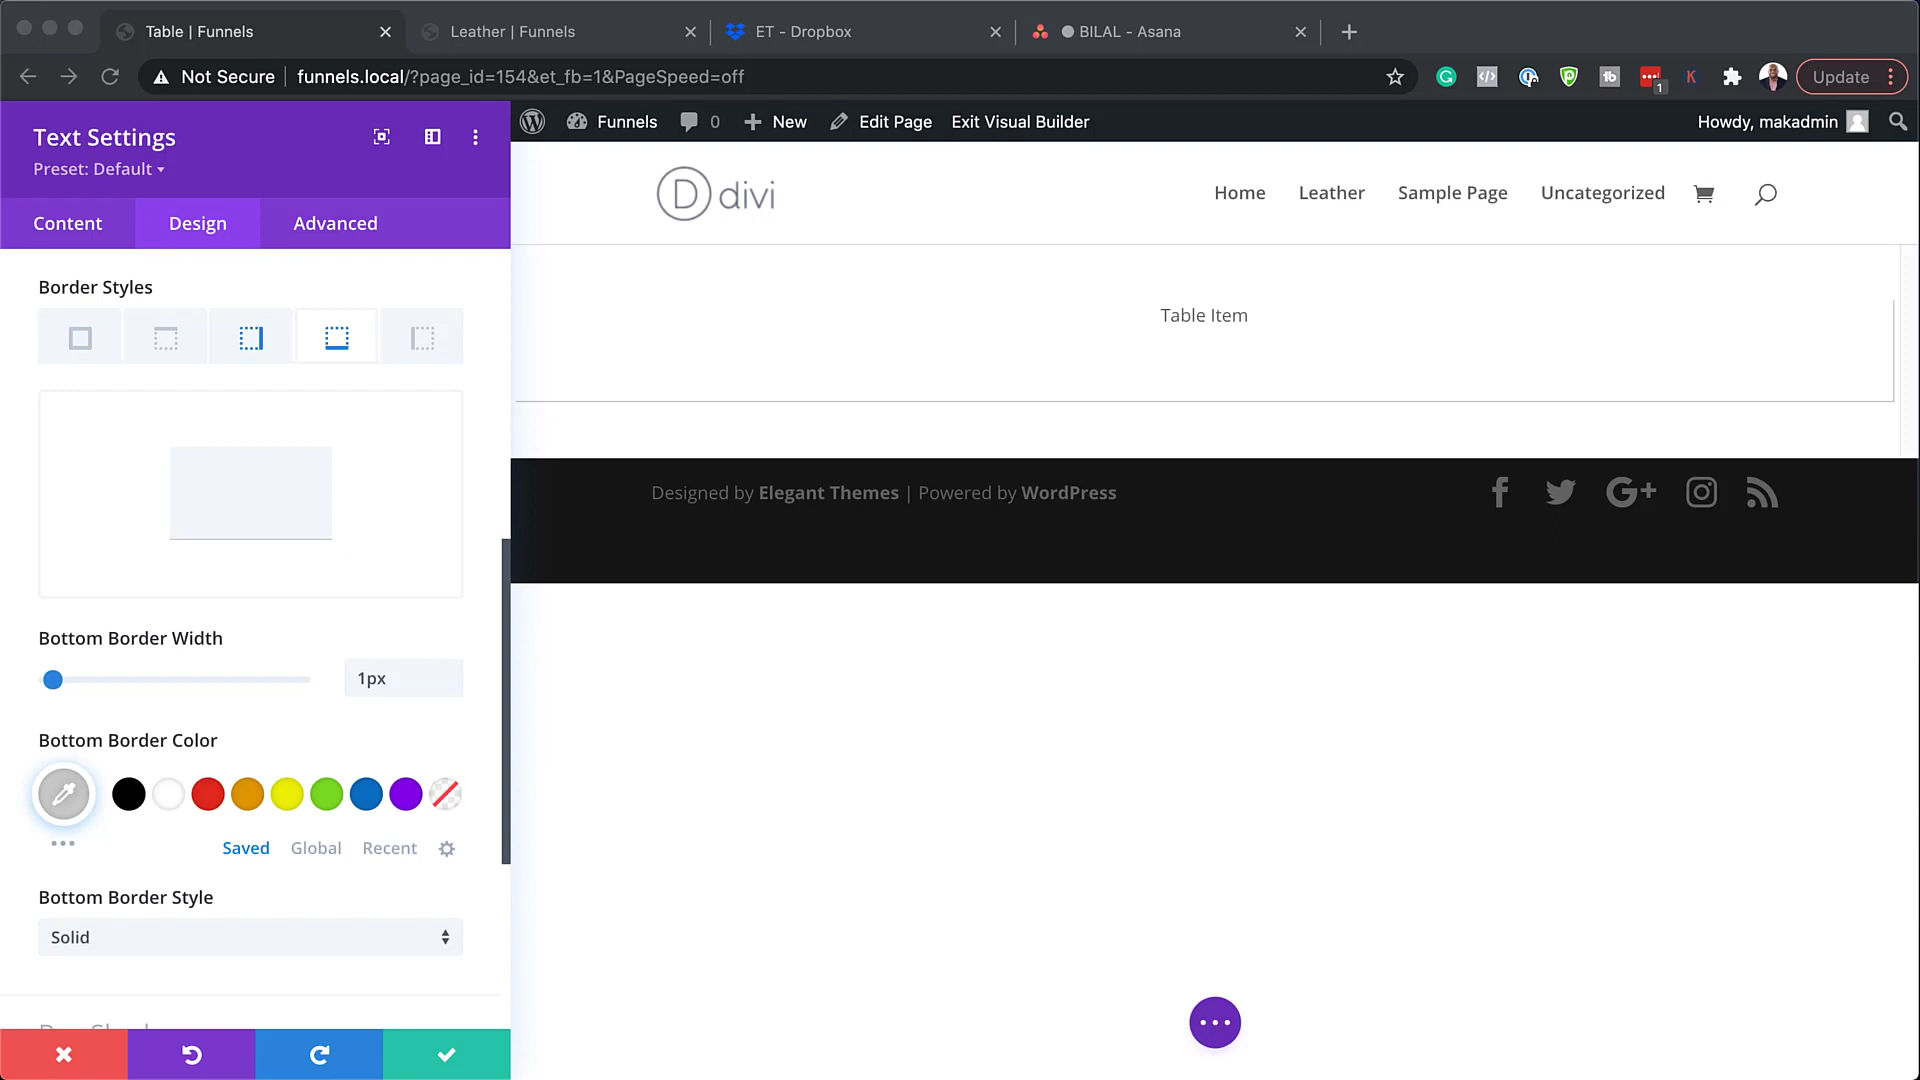 Table | Funnels
Leather | Funnels
ET - Dropbox
BILAL - Asana
Not Secure
funnels.local/?page_id=154&et_fb=1&PageSpeed=off
1
Update
Text Settings
Preset: Default
Funnels
0
New
Edit Page
Exit Visual Builder
Howdy, makadmin
Content
Design
Advanced
D divi
Home
Leather
Sample Page
Uncategorized
Border Styles
Table Item
Designed by Elegant Themes | Powered by WordPress
Bottom Border Width
1px
Bottom Border Color
Saved
Global
Recent
Bottom Border Style
Solid